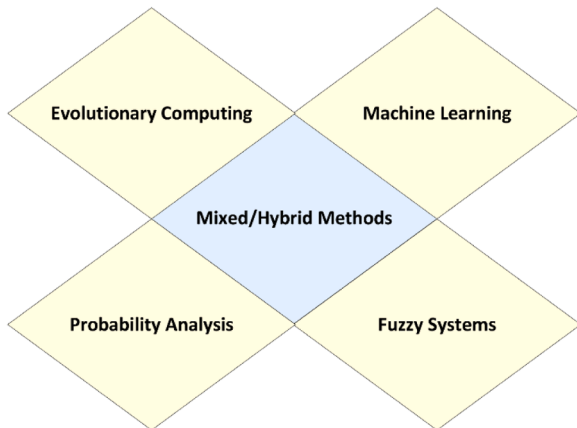 Evolutionary Computing
Machine Learning
Mixed/Hybrid Methods
Probability Analysis
Fuzzy Systems